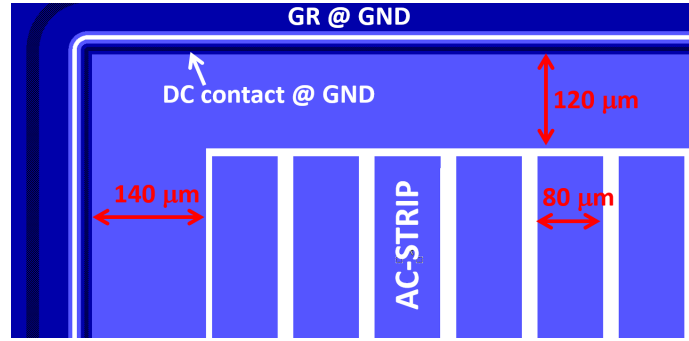 GR @ GND
DC contact @ GND
120 μm
140 μm
80 μm
AC-STRIP